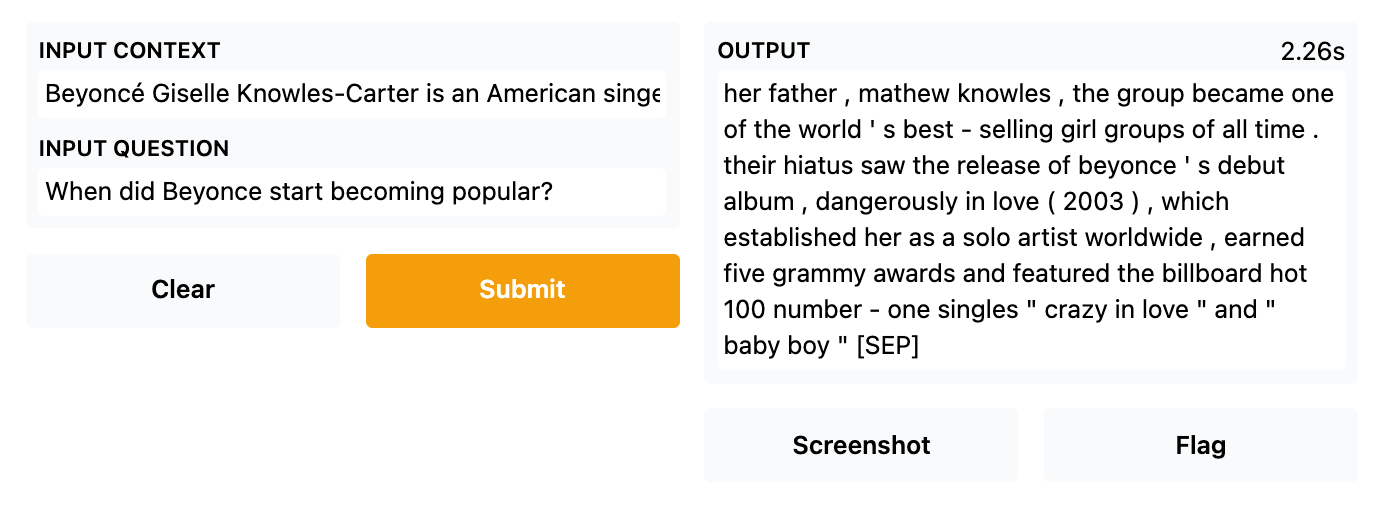 INPUT CONTEXT
Beyoncé Giselle Knowles-Carter is an American singe
INPUT QUESTION
When did Beyonce start becoming popular?
Clear
Submit
OUTPUT
2.26s
her father , mathew knowles , the group became one
of the world ' s best - selling girl groups of all time .
their hiatus saw the release of beyonce ' s debut
album , dangerously in love ( 2003 ) , which
established her as a solo artist worldwide , earned
five grammy awards and featured the billboard hot
100 number - one singles " crazy in love " and "
baby boy " [SEP]
Screenshot
Flag